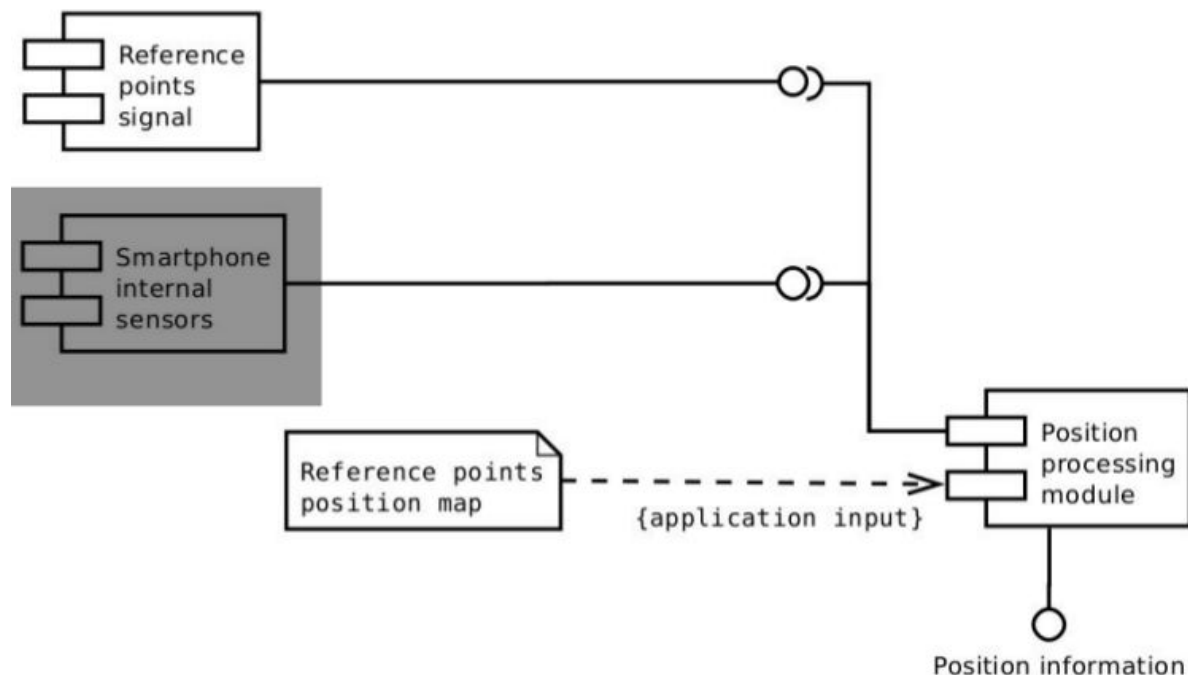 Reference
points
signal
Smartphone
internal
sensors
Reference points
position map
{application input}
Position
processing
module
Position information